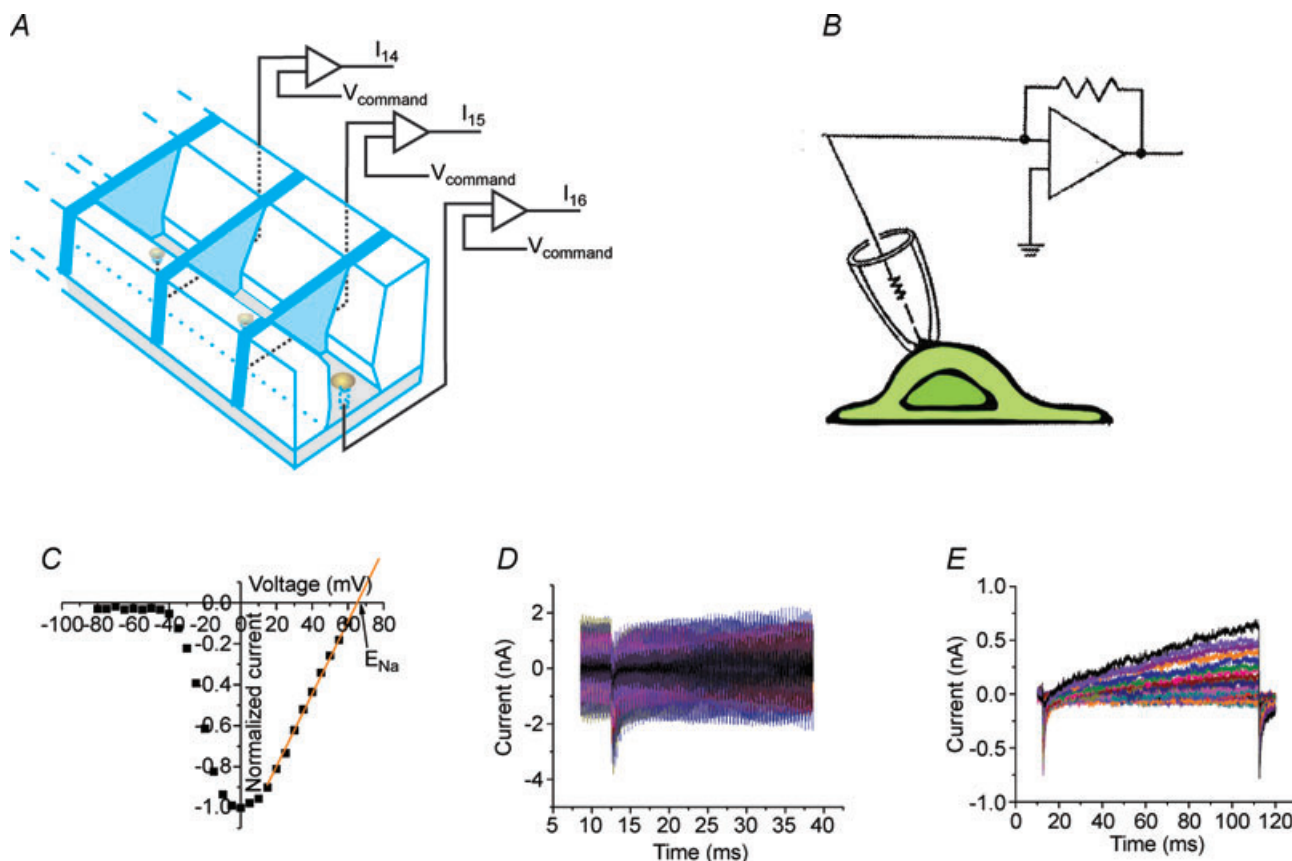 A
I14
Vcommand
I15
Vcommand
I16
Vcommand
B
C
Voltage (mV)
0.0
-100 -80 -60 -40 -20 0 20 40 60 80
-0.2
-0.4
-0.6
-0.8
-1.0
Normalized current
ENa
D
2
0
-2
-4
Current (nA)
5 10 15 20 25 30 35 40
Time (ms)
E
1.0
0.5
0.0
-0.5
-1.0
Current (nA)
0 20 40 60 80 100 120
Time (ms)